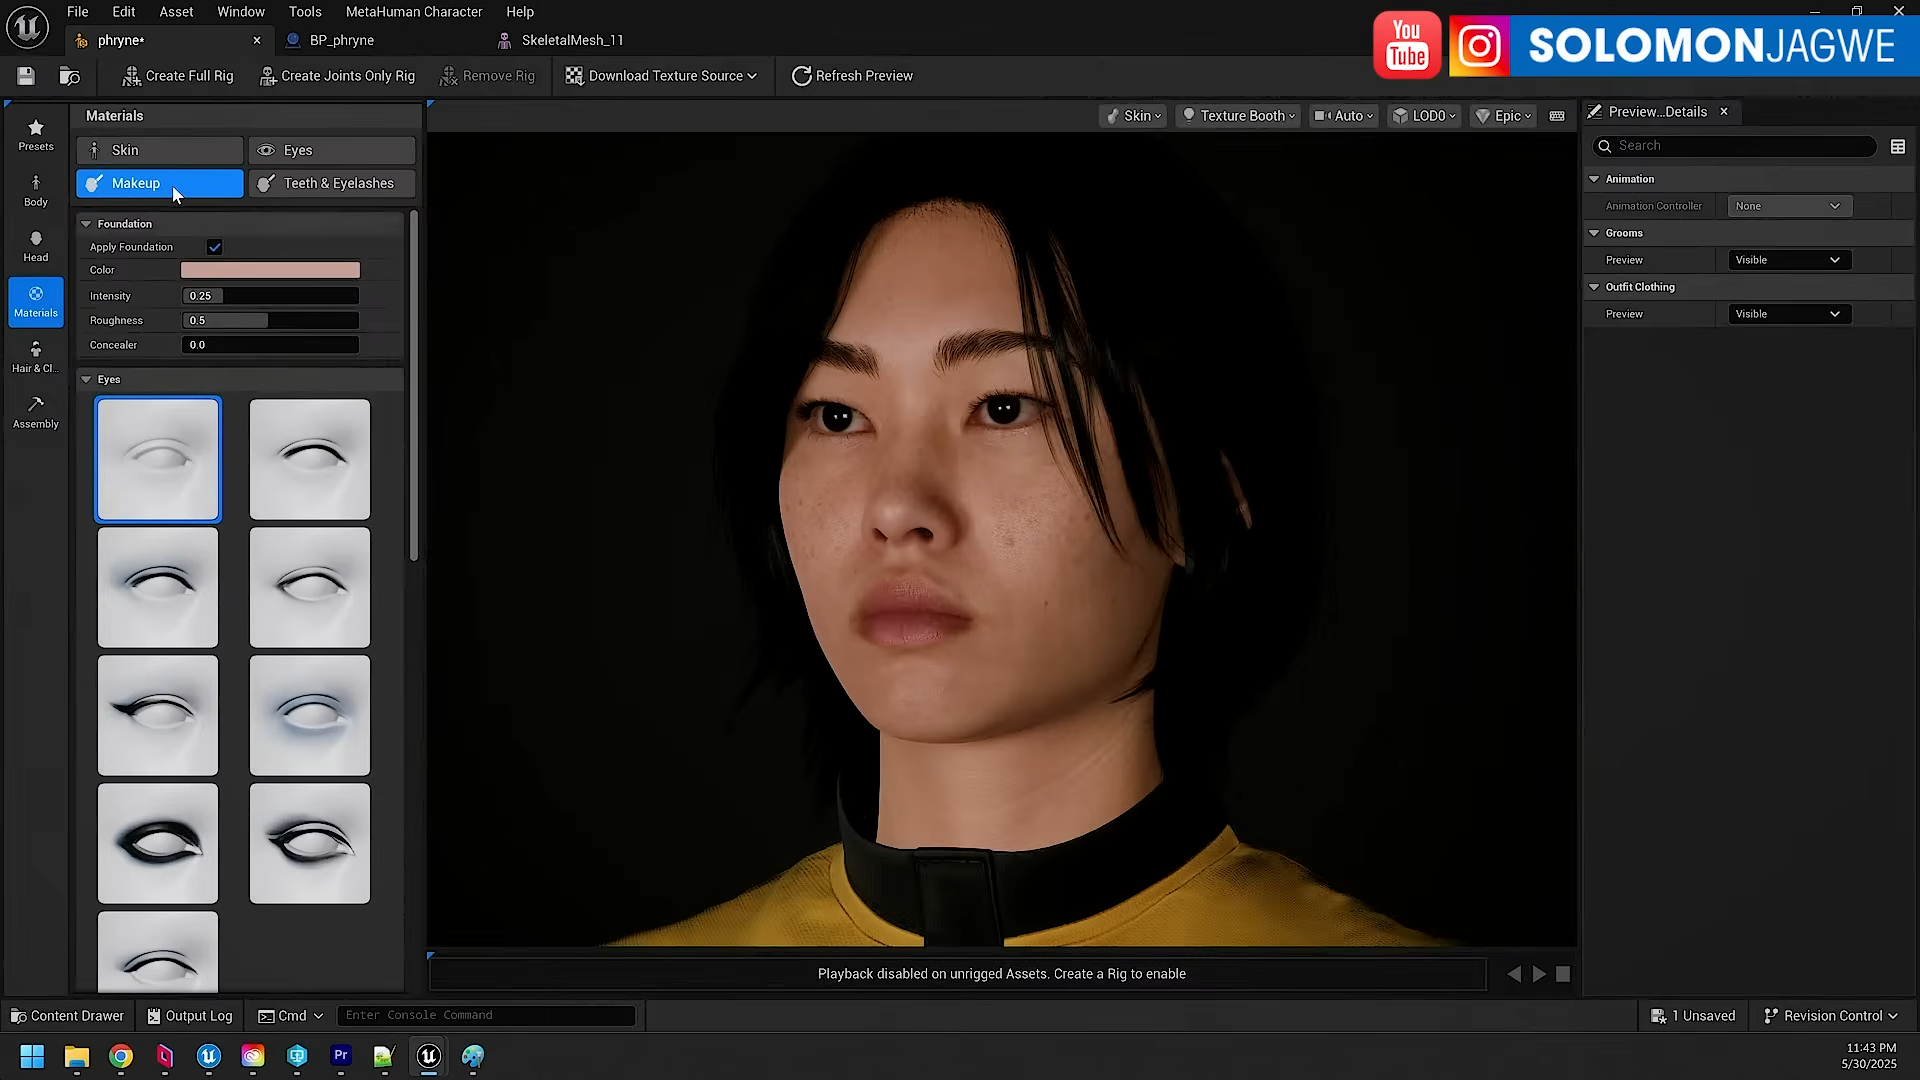 File Edit Asset Window Tools MetaHuman Character Help
You
Tube
SOLOMONJAGWE
phryne*
BP_phryne
SkeletalMesh_11
Create Full Rig
Create Joints Only Rig
Remove Rig
Download Texture Source
Refresh Preview
Presets
Body
Head
Materials
Hair & Cl...
Assembly
Materials
Skin
Eyes
Makeup
Teeth & Eyelashes
Foundation
Apply Foundation
Color
Intensity 0.25
Roughness 0.5
Concealer 0.0
Eyes
Skin
Texture Booth
Auto
LOD0
Epic
Playback disabled on unrigged Assets. Create a Rig to enable
Preview...Details
Search
Animation
Animation Controller None
Grooms
Preview Visible
Outfit Clothing
Preview Visible
Content Drawer
Output Log
Cmd
Enter Console Command
1 Unsaved
Revision Control
Pr
11:43 PM
5/30/2025